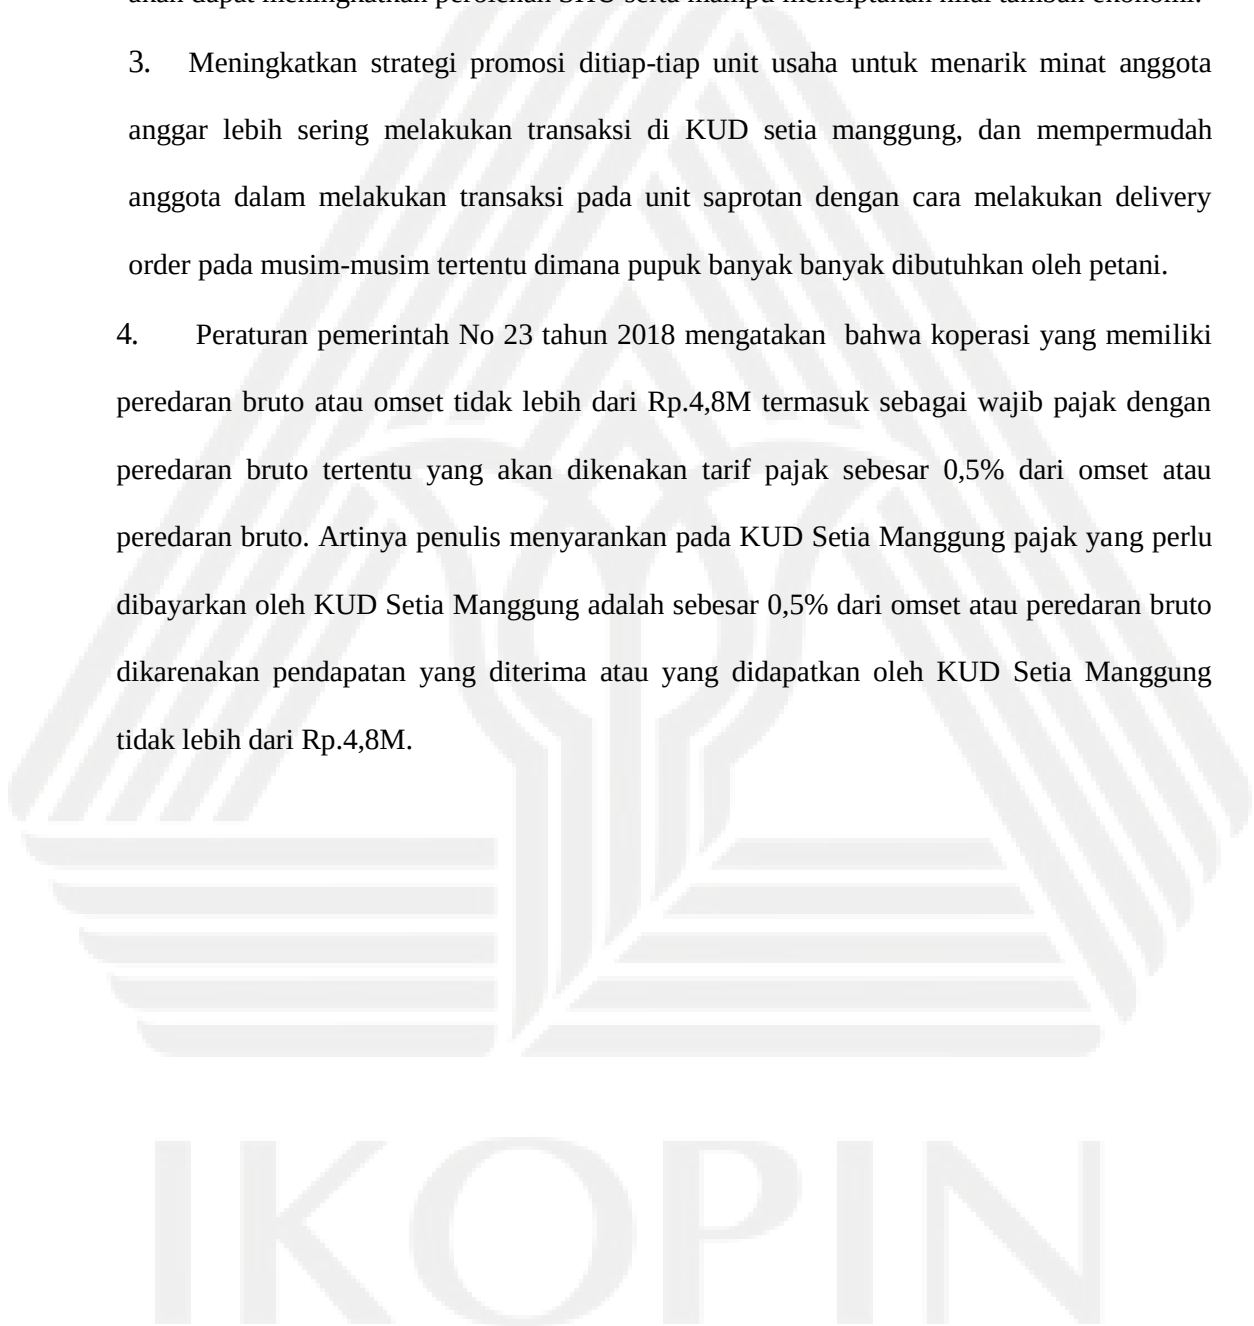 3. Meningkatkan strategi promosi ditiap-tiap unit usaha untuk menarik minat anggota
anggar lebih sering melakukan transaksi di KUD setia manggung, dan mempermudah
anggota dalam melakukan transaksi pada unit saprotan dengan cara melakukan delivery
order pada musim-musim tertentu dimana pupuk banyak banyak dibutuhkan oleh petani.
4. Peraturan pemerintah No 23 tahun 2018 mengatakan bahwa koperasi yang memiliki
peredaran bruto atau omset tidak lebih dari Rp.4,8M termasuk sebagai wajib pajak dengan
peredaran bruto tertentu yang akan dikenakan tarif pajak sebesar 0,5% dari omset atau
peredaran bruto. Artinya penulis menyarankan pada KUD Setia Manggung pajak yang perlu
dibayarkan oleh KUD Setia Manggung adalah sebesar 0,5% dari omset atau peredaran bruto
dikarenakan pendapatan yang diterima atau yang didapatkan oleh KUD Setia Manggung
tidak lebih dari Rp.4,8M.
IKOPIN